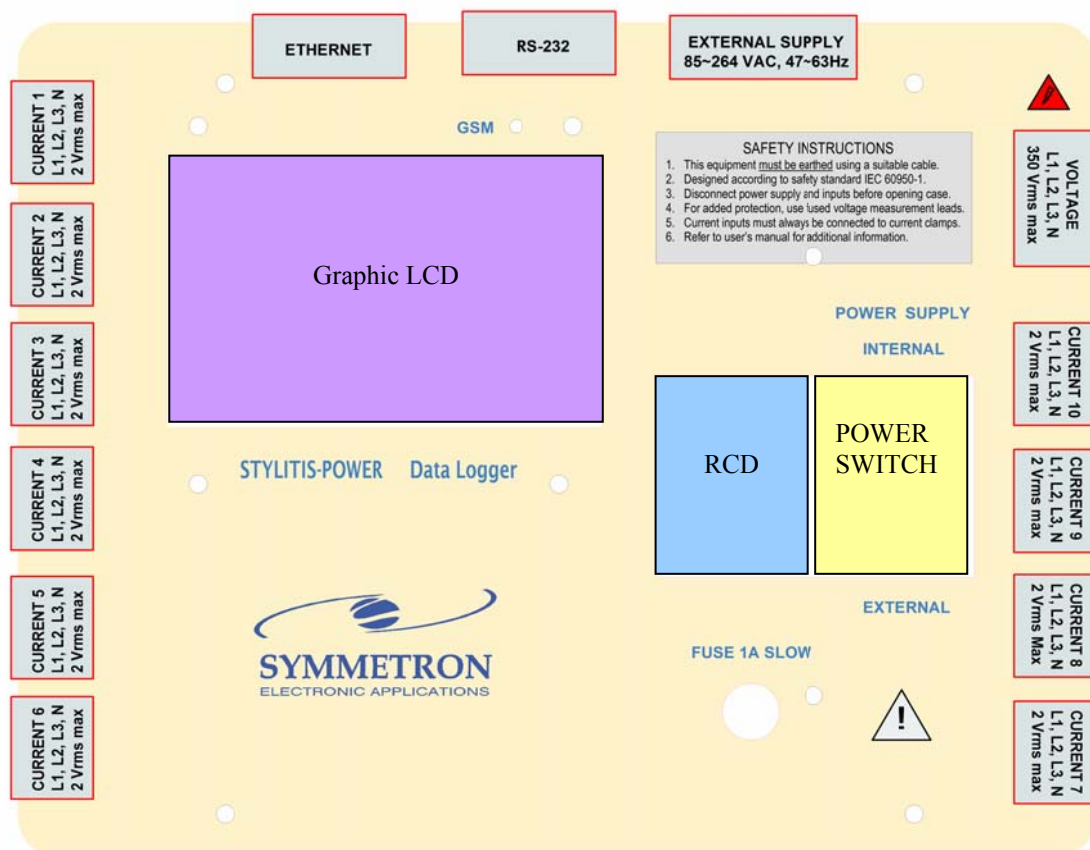 ETHERNET
RS-232
EXTERNAL SUPPLY
85~264 VAC, 47~63Hz
CURRENT 1
L1, L2, L3, N
2 Vrms max
CURRENT 2
L1, L2, L3, N
2 Vrms max
CURRENT 3
L1, L2, L3, N
2 Vrms max
CURRENT 4
L1, L2, L3, N
2 Vrms max
CURRENT 5
L1, L2, L3, N
2 Vrms max
CURRENT 6
L1, L2, L3, N
2 Vrms max
GSM
Graphic LCD
STYLITIS-POWER Data Logger
SYMMETRON
ELECTRONIC APPLICATIONS
SAFETY INSTRUCTIONS
1. This equipment must be earthed using a suitable cable.
2. Designed according to safety standard IEC 60950-1.
3. Disconnect power supply and inputs before opening case.
4. For added protection, use fused voltage measurement leads.
5. Current inputs must always be connected to current clamps.
6. Refer to user's manual for additional information.
POWER SUPPLY
INTERNAL
RCD
POWER
SWITCH
EXTERNAL
FUSE 1A SLOW
!
VOLTAGE
L1, L2, L3, N
350 Vrms max
CURRENT 10
L1, L2, L3, N
2 Vrms max
CURRENT 9
L1, L2, L3, N
2 Vrms max
CURRENT 8
L1, L2, L3, N
2 Vrms Max
CURRENT 7
L1, L2, L3, N
2 Vrms max